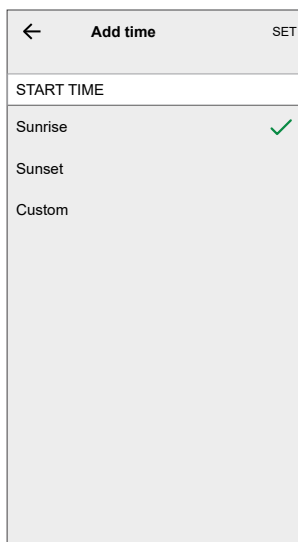 Add time SET
START TIME
Sunrise
Sunset
Custom